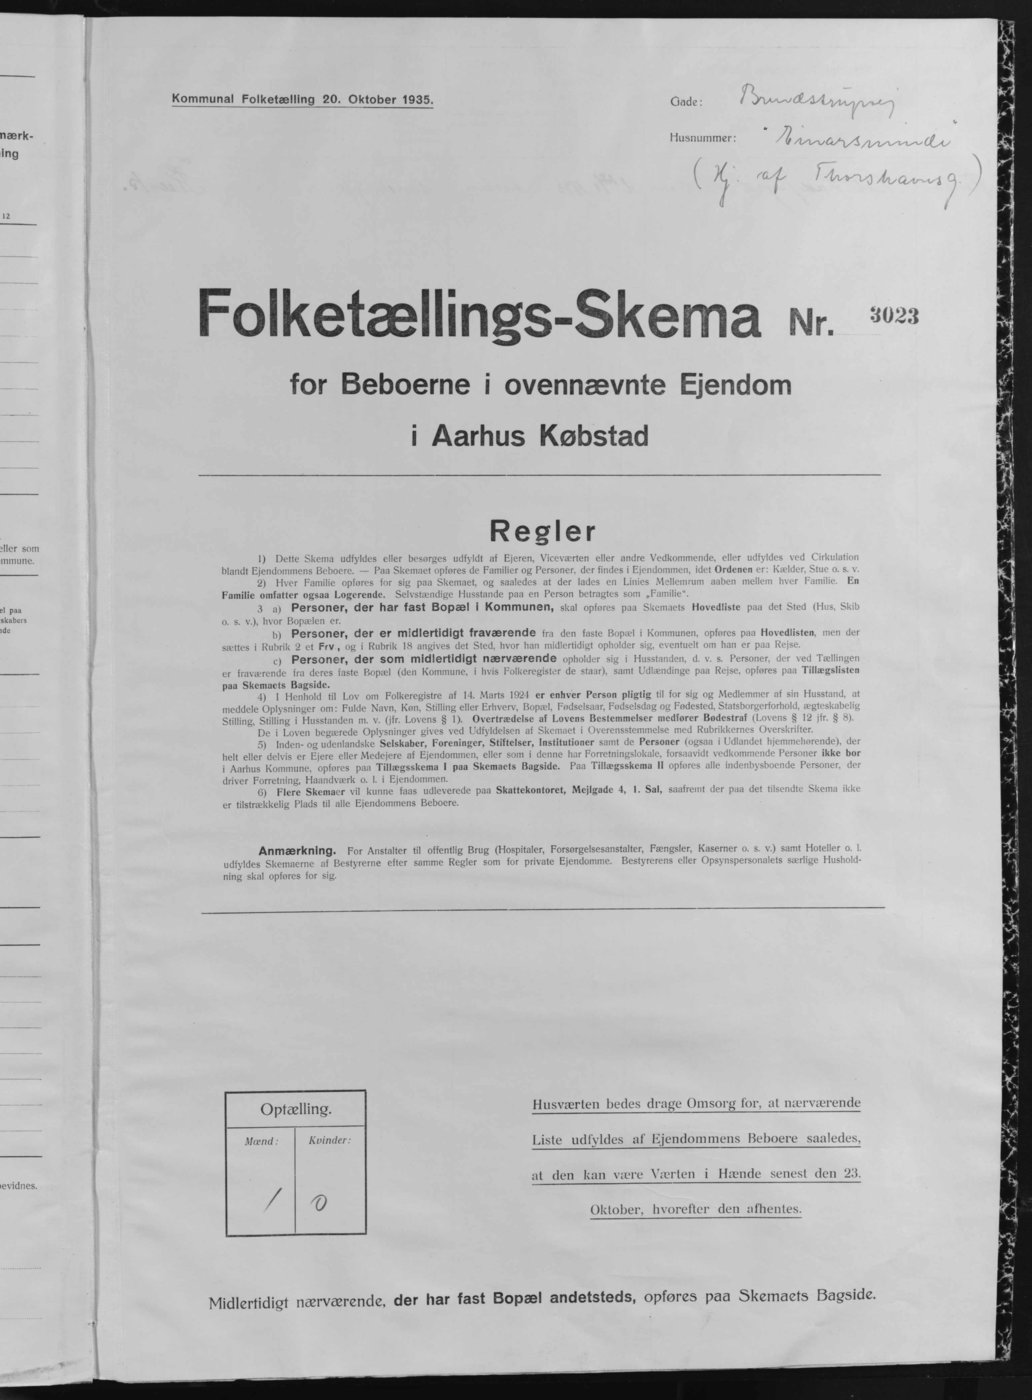 nærk-
ing
12
eller som
mmune.
el paa
skabers
nde
evidnes.
Kommunal Folketælling 20. Oktober 1935.
Gade: Brendstrupvej
Husnummer: "Einarsminde"
(Hj. af Thorshavnsg.)
Folketællings-Skema Nr. 3023
for Beboerne i ovennævnte Ejendom
i Aarhus Købstad
Regler
1) Dette Skema udfyldes eller besørges udfyldt af Ejeren, Viceværten eller andre Vedkommende, eller udfyldes ved Cirkulation
blandt Ejendommens Beboere. — Paa Skemaet opføres de Familier og Personer, der findes i Ejendommen, idet Ordenen er: Kælder, Stue o. s. v.
2) Hver Familie opføres for sig paa Skemaet, og saaledes at der lades en Linies Mellemrum aaben mellem hver Familie. En
Familie omfatter ogsaa Logerende. Selvstændige Husstande paa en Person betragtes som „Familie".
3 a) Personer, der har fast Bopæl i Kommunen, skal opføres paa Skemaets Hovedliste paa det Sted (Hus, Skib
o. s. v.), hvor Bopælen er.
b) Personer, der er midlertidigt fraværende fra den faste Bopæl i Kommunen, opføres paa Hovedlisten, men der
sættes i Rubrik 2 et Frv, og i Rubrik 18 angives det Sted, hvor han midlertidigt opholder sig, eventuelt om han er paa Rejse.
c) Personer, der som midlertidigt nærværende opholder sig i Husstanden, d. v. s. Personer, der ved Tællingen
er fraværende fra deres faste Bopæl (den Kommune, i hvis Folkeregister de staar), samt Udlændinge paa Rejse, opføres paa Tillægslisten
paa Skemaets Bagside.
4) I Henhold til Lov om Folkeregistre af 14. Marts 1924 er enhver Person pligtig til for sig og Medlemmer af sin Husstand, at
meddele Oplysninger om: Fulde Navn, Køn, Stilling eller Erhverv, Bopæl, Fødselsaar, Fødselsdag og Fødested, Statsborgerforhold, ægteskabelig
Stilling, Stilling i Husstanden m. v. (jfr. Lovens § 1). Overtrædelse af Lovens Bestemmelser medfører Bødestraf (Lovens § 12 jfr. § 8).
De i Loven begærede Oplysninger gives ved Udfyldelsen af Skemaet i Overensstemmelse med Rubrikkernes Overskrifter.
5) Inden- og udenlandske Selskaber, Foreninger, Stiftelser, Institutioner samt de Personer (ogsaa i Udlandet hjemmehørende), der
helt eller delvis er Ejere eller Medejere af Ejendommen, eller som i denne har Forretningslokale, forsaavidt vedkommende Personer ikke bor
i Aarhus Kommune, opføres paa Tillægsskema I paa Skemaets Bagside. Paa Tillægsskema II opføres alle indenbysboende Personer, der
driver Forretning, Haandværk o. l. i Ejendommen.
6) Flere Skemaer vil kunne faas udleverede paa Skattekontoret, Mejlgade 4, 1. Sal, saafremt der paa det tilsendte Skema ikke
er tilstrækkelig Plads til alle Ejendommens Beboere.
Anmærkning. For Anstalter til offentlig Brug (Hospitaler, Forsørgelsesanstalter, Fængsler, Kaserner o. s. v.) samt Hoteller o. l.
udfyldes Skemaerne af Bestyrerne efter samme Regler som for private Ejendomme. Bestyrerens eller Opsynspersonalets særlige Hushold-
ning skal opføres for sig.
Optælling.
Mænd: Kvinder:
1 0
Husværten bedes drage Omsorg for, at nærværende
Liste udfyldes af Ejendommens Beboere saaledes,
at den kan være Værten i Hænde senest den 23.
Oktober, hvorefter den afhentes.
Midlertidigt nærværende, der har fast Bopæl andetsteds, opføres paa Skemaets Bagside.